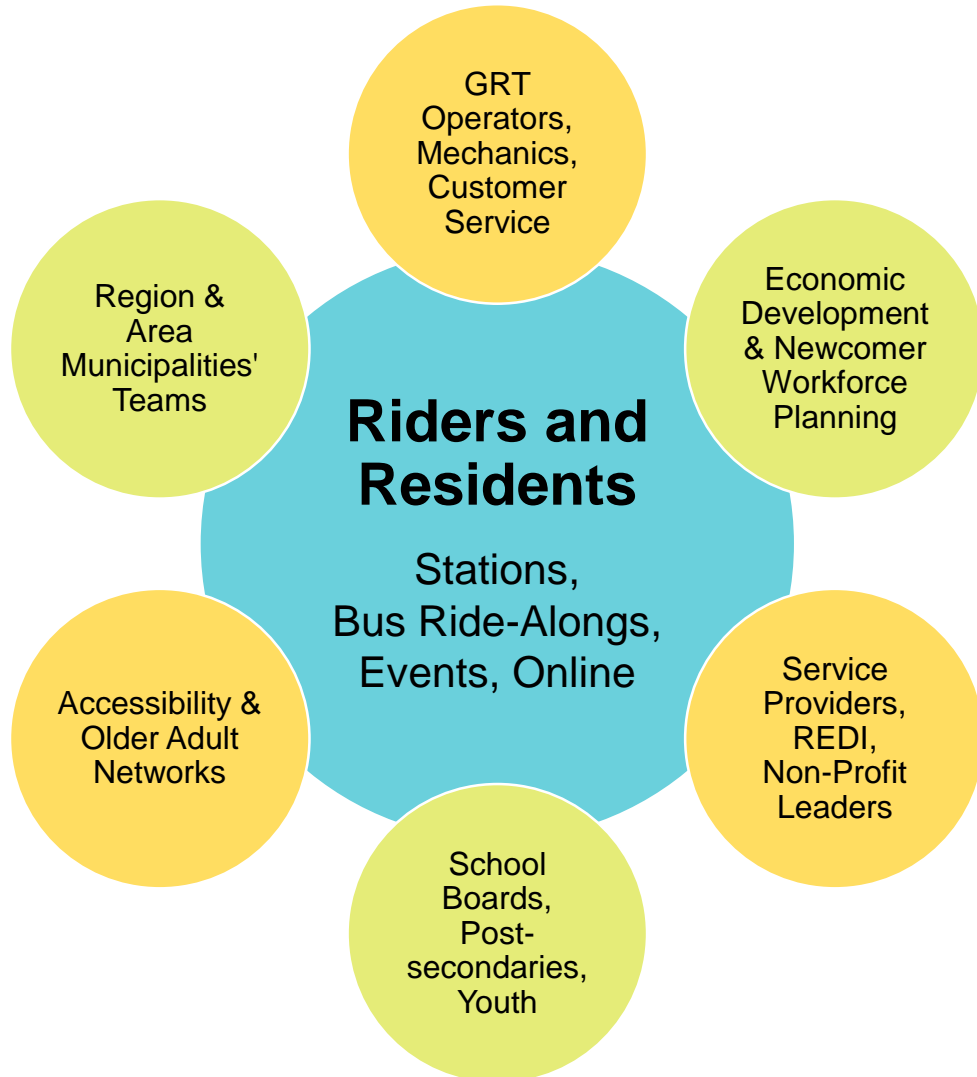 GRT
Operators,
Mechanics,
Customer
Service
Economic
Development
& Newcomer
Workforce
Planning
Service
Providers,
REDI,
Non-Profit
Leaders
School
Boards,
Post-
secondaries,
Youth
Accessibility &
Older Adult
Networks
Region &
Area
Municipalities'
Teams
Riders and
Residents
Stations,
Bus Ride-Alongs,
Events, Online